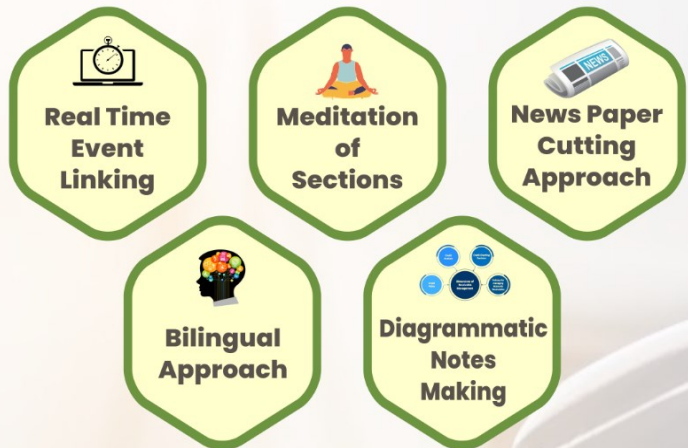 Real Time
Event
Linking
Meditation
of
Sections
NEWS
News Paper
Cutting
Approach
Bilingual
Approach
Diagrammatic
Notes
Making